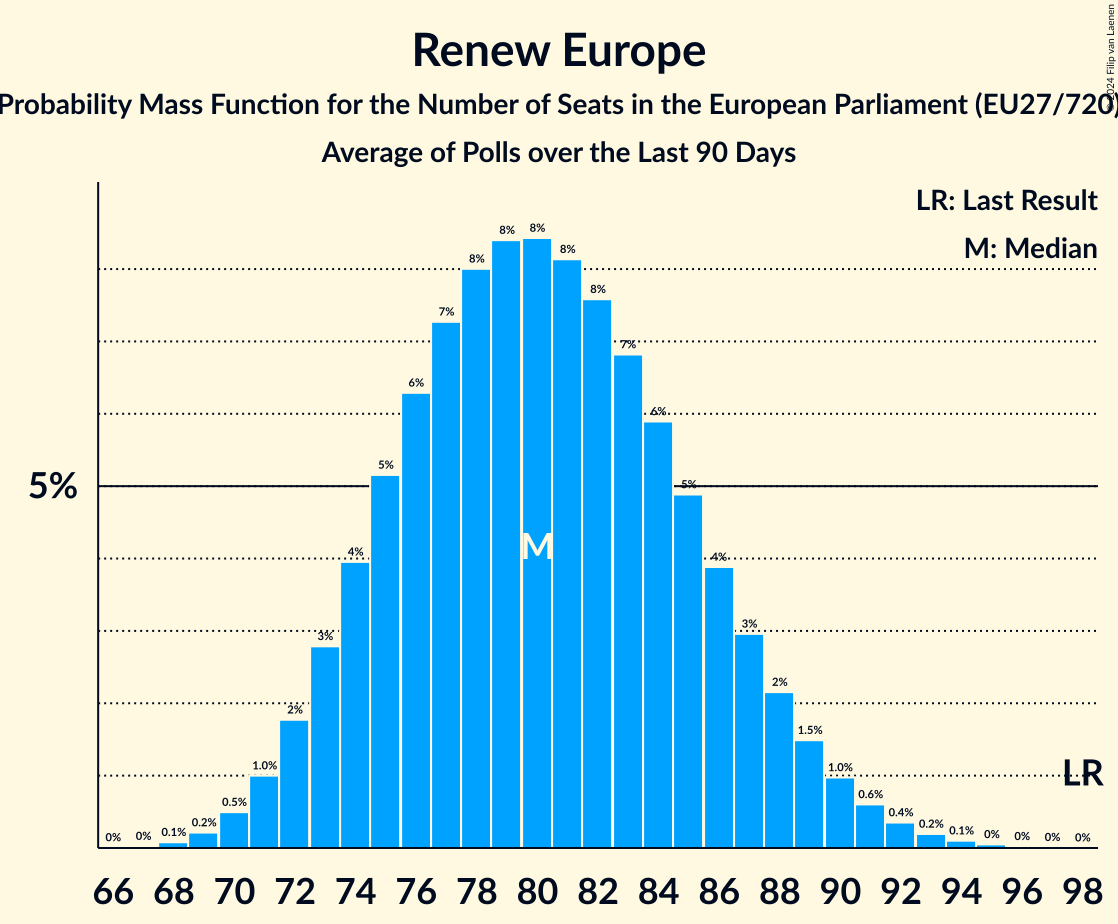 Renew Europe
Probability Mass Function for the Number of Seats in the European Parliament (EU27/720)
Average of Polls over the Last 90 Days
© 2024 Filip van Laenen
LR: Last Result
M: Median
5%
0% 0% 0.1% 0.2% 0.5% 1.0% 2% 3% 4% 5% 6% 7% 8% 8% 8% 8% 8% 7% 6% 5% 4% 3% 2% 1.5% 1.0% 0.6% 0.4% 0.2% 0.1% 0% 0% 0% 0%
M
LR
66 68 70 72 74 76 78 80 82 84 86 88 90 92 94 96 98